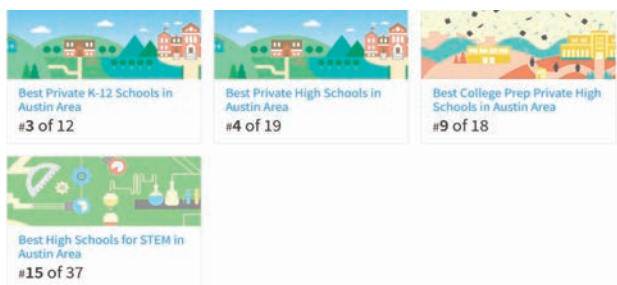 Best Private K-12 Schools in
Austin Area
#3 of 12
Best Private High Schools in
Austin Area
#4 of 19
Best College Prep Private High
Schools in Austin Area
#9 of 18
Best High Schools for STEM in
Austin Area
#15 of 37